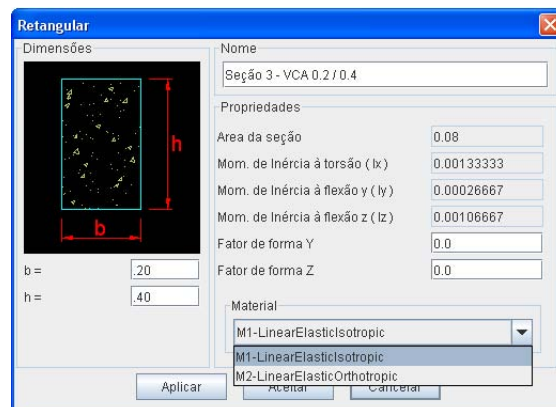 Retangular
Dimensões
h
b
b =
.20
h =
.40
Nome
Seção 3 - VCA 0.2 / 0.4
Propriedades
Area da seção
0.08
Mom. de Inércia à torsão ( Ix )
0.00133333
Mom. de Inércia à flexão y ( Iy )
0.00026667
Mom. de Inércia à flexão z ( Iz )
0.00106667
Fator de forma Y
0.0
Fator de forma Z
0.0
Material
M1-LinearElasticIsotropic
M1-LinearElasticIsotropic
M2-LinearElasticOrthotropic
Aplicar
Aceitar
Cancelar